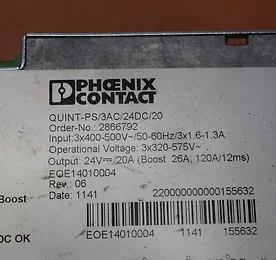 PHŒNIX
CONTACT
QUINT-PS/3AC/24DC/20
Order-No.: 2866792
Input:3x400-500V~/50-60Hz/3x1.6-1.3A
Operational Voltage: 3x320-575V~
Output: 24V⎓/20A (Boost 26A; 120A/12ms)
EOE14010004
Rev.: 06
Boost Date: 1141 22000000000155632
DC OK EOE14010004 1141 155632